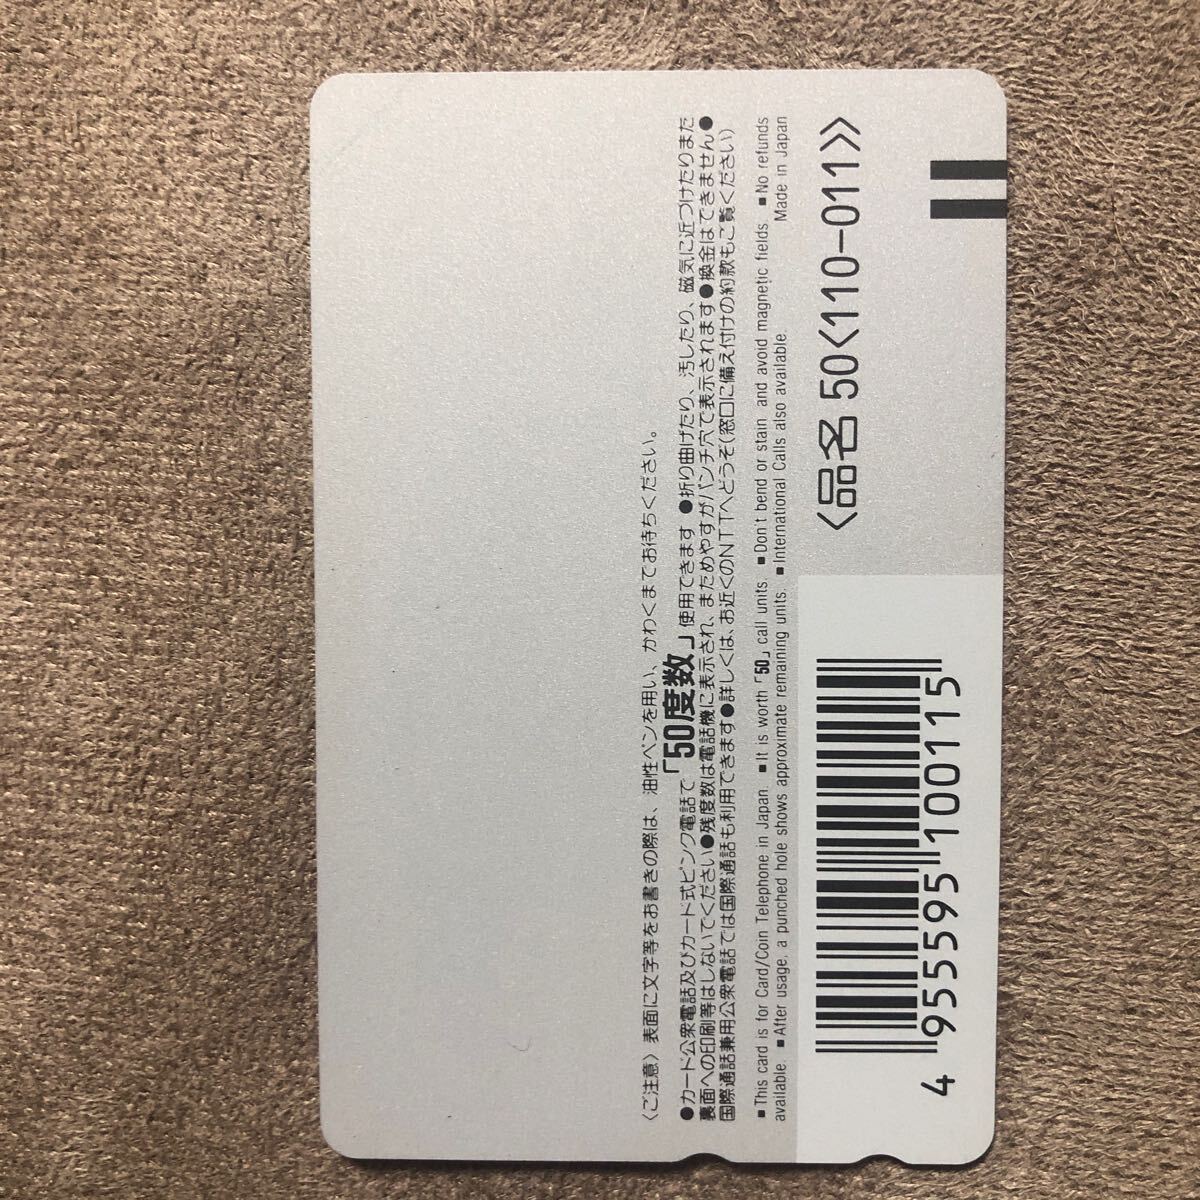 〈ご注意〉表面に文字等をお書きの際は、油性ペンを用い、かわくまでお待ちください。
●カード公衆電話及びカード式ピンク電話で「50度数」使用できます ●折り曲げたり、汚したり、磁気に近づけたりまた
裏面への印刷等はしないでください●残度数は電話機に表示され、まためやすがパンチ穴で表示されます●換金はできません●
国際通話兼用公衆電話では国際通話も利用できます●詳しくは、お近くのNTTへどうぞ(窓口に備え付けの約款もご覧ください)
■This card is for Card/Coin Telephone in Japan. ■It is worth「50」call units. ■Don't bend or stain and avoid magnetic fields. ■No refunds
available. ■After usage, a punched hole shows approximate remaining units. ■International Calls also available. Made in Japan
〈品名 50〈110-011〉〉
4 955595 100115